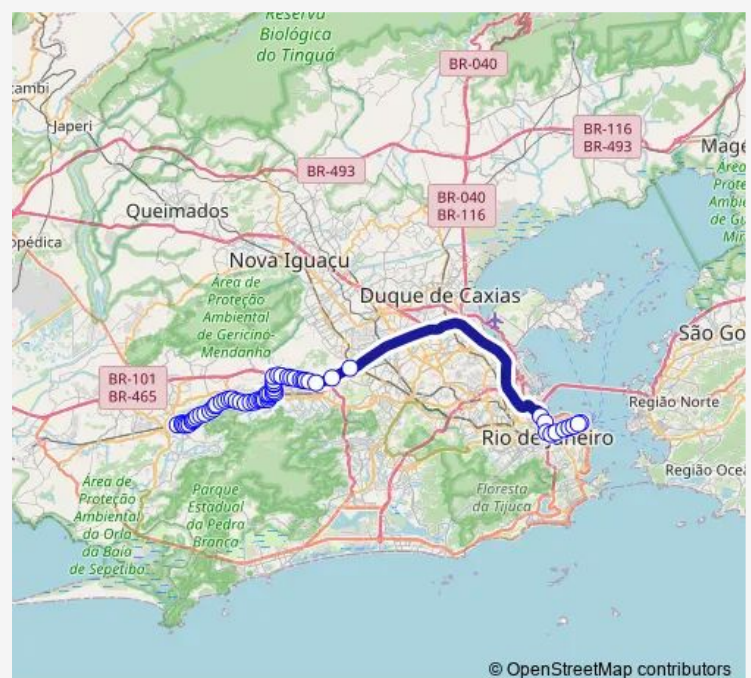 Reserva
Biológica
do Tinguá
BR-040
ambi
Japeri
BR-116
BR-493
Magé
BR-493
BR-040
BR-116
Queimados
opédica
Nova Iguaçu
Área de
Proteção
Ambiental
de Gericinó-
Mendanha
Duque de Caxias
São Go
BR-101
BR-465
Região Norte
Rio de Janeiro
Região Ocea
Área de
Proteção
Ambiental
da Orla
da Baía
de Sepetiba
Parque
Estadual
da Pedra
Branca
Floresta
da Tijuca
© OpenStreetMap contributors